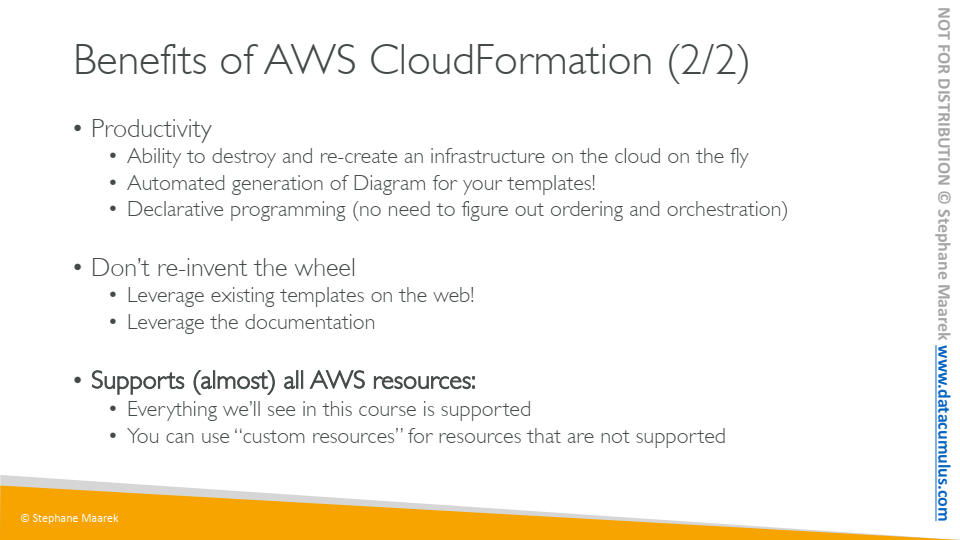 Benefits of AWS CloudFormation (2/2)
• Productivity
• Ability to destroy and re-create an infrastructure on the cloud on the fly
• Automated generation of Diagram for your templates!
• Declarative programming (no need to figure out ordering and orchestration)
• Don’t re-invent the wheel
• Leverage existing templates on the web!
• Leverage the documentation
• Supports (almost) all AWS resources:
• Everything we’ll see in this course is supported
• You can use “custom resources” for resources that are not supported
© Stephane Maarek
NOT FOR DISTRIBUTION © Stephane Maarek www.datacumulus.com